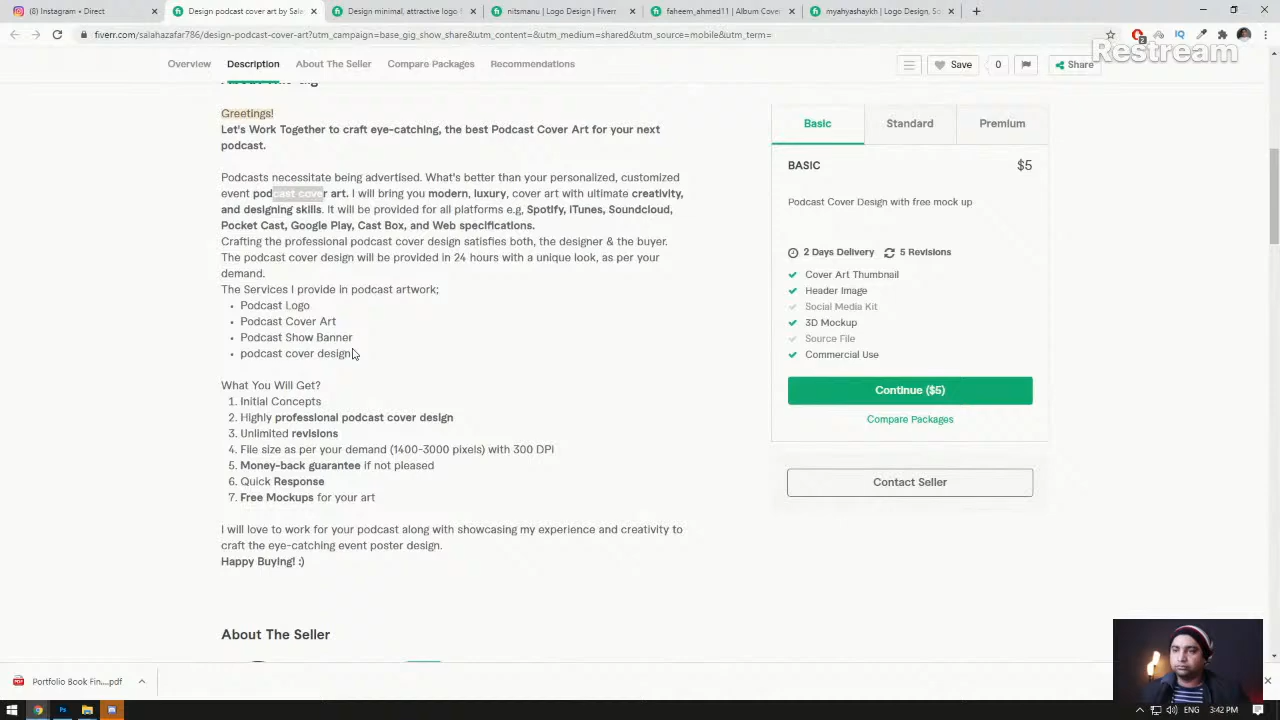 Instagram • Direct
Design minimal, attractive logo f
nitsmanu | Logo Design | Fiverr
faheem_ahmed11 | Album Cover
myriyashayk | Logo Design, So
fiverr.com/salahazafar786/design-podcast-cover-art?utm_campaign=base_gig_show_share&utm_content=&utm_medium=shared&utm_source=mobile&utm_term=
Restream
Overview
Description
About The Seller
Compare Packages
Recommendations
Save
0
Share
Greetings!
Let's Work Together to craft eye-catching, the best Podcast Cover Art for your next
podcast.
Podcasts necessitate being advertised. What's better than your personalized, customized
event podcast cover art. I will bring you modern, luxury, cover art with ultimate creativity,
and designing skills. It will be provided for all platforms e.g, Spotify, iTunes, Soundcloud,
Pocket Cast, Google Play, Cast Box, and Web specifications.
Crafting the professional podcast cover design satisfies both, the designer & the buyer.
The podcast cover design will be provided in 24 hours with a unique look, as per your
demand.
The Services I provide in podcast artwork;
• Podcast Logo
• Podcast Cover Art
• Podcast Show Banner
• podcast cover design
What You Will Get?
1. Initial Concepts
2. Highly professional podcast cover design
3. Unlimited revisions
4. File size as per your demand (1400-3000 pixels) with 300 DPI
5. Money-back guarantee if not pleased
6. Quick Response
7. Free Mockups for your art
I will love to work for your podcast along with showcasing my experience and creativity to
craft the eye-catching event poster design.
Happy Buying! :)
About The Seller
Basic
Standard
Premium
BASIC
$5
Podcast Cover Design with free mock up
2 Days Delivery
5 Revisions
Cover Art Thumbnail
Header Image
Social Media Kit
3D Mockup
Source File
Commercial Use
Continue ($5)
Compare Packages
Contact Seller
Portfolio Book Fin....pdf
ENG
3:42 PM